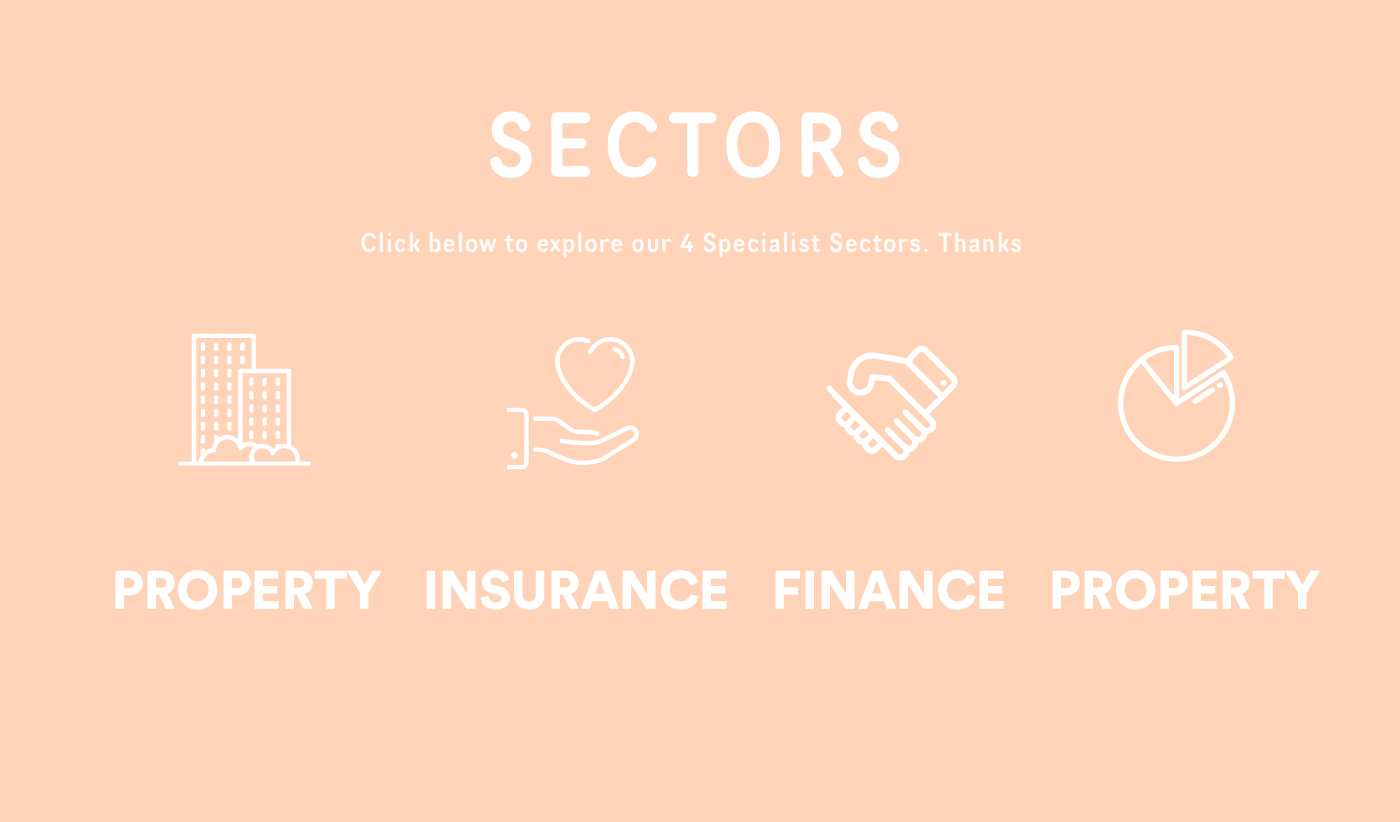 SECTORS
Click below to explore our 4 Specialist Sectors. Thanks
PROPERTY INSURANCE FINANCE PROPERTY